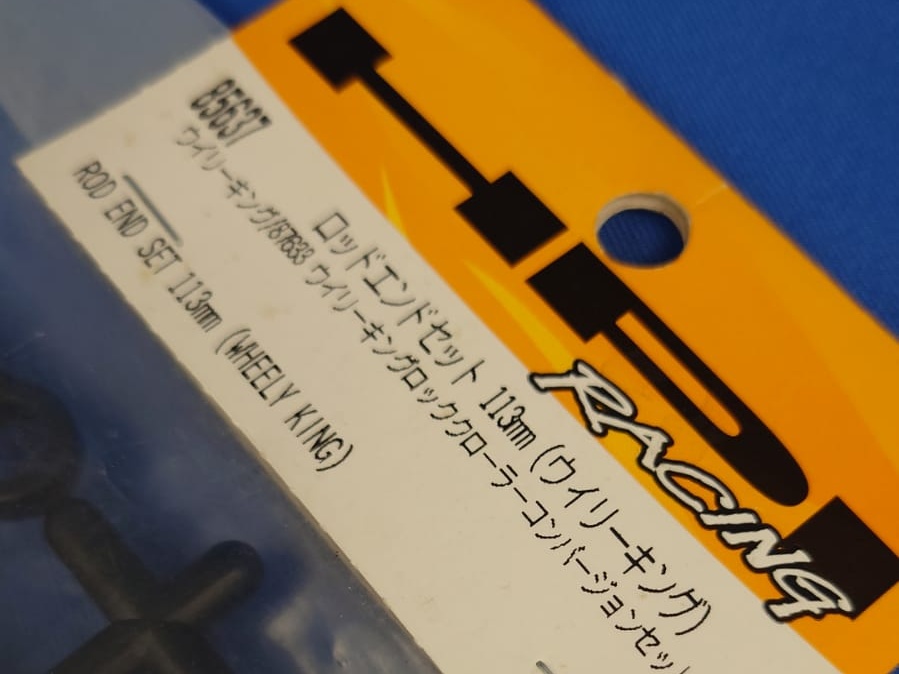 HPI
RACING
85637
ロッドエンドセット 113mm (ウイリーキング)
ウイリーキング/87633 ウイリーキングロッククローラーコンバージョンセッ
ROD END SET 113mm (WHEELY KING)